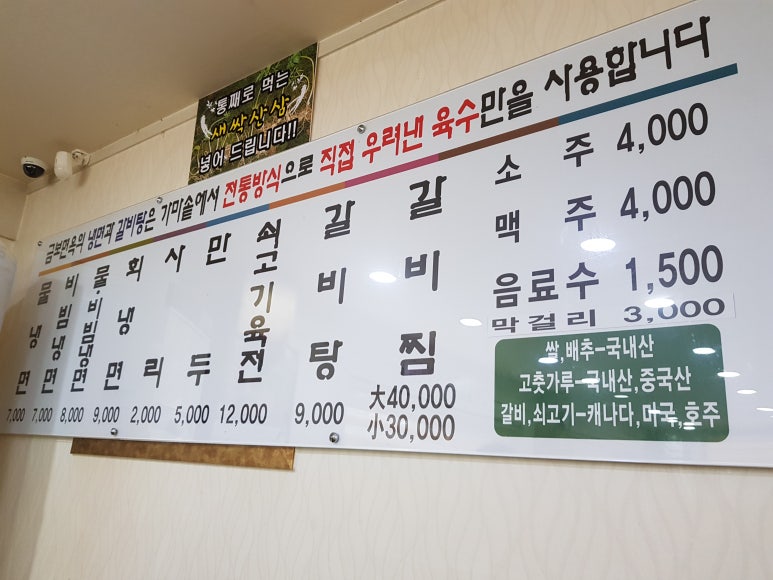 통째로 먹는
새싹산삼
넣어 드립니다!!
금복면옥의 냉면과 갈비탕은 가마솥에서 전통방식으로 직접 우려낸 육수만을 사용합니다
물냉면 7,000
비빔냉면 7,000
물·비빔냉면 8,000
회냉면 9,000
사리 2,000
만두 5,000
쇠고기육전 12,000
갈비탕 9,000
갈비찜 大40,000
小30,000
소주 4,000
맥주 4,000
음료수 1,500
막걸리 3,000
쌀,배추-국내산
고춧가루-국내산,중국산
갈비,쇠고기-캐나다,미국,호주